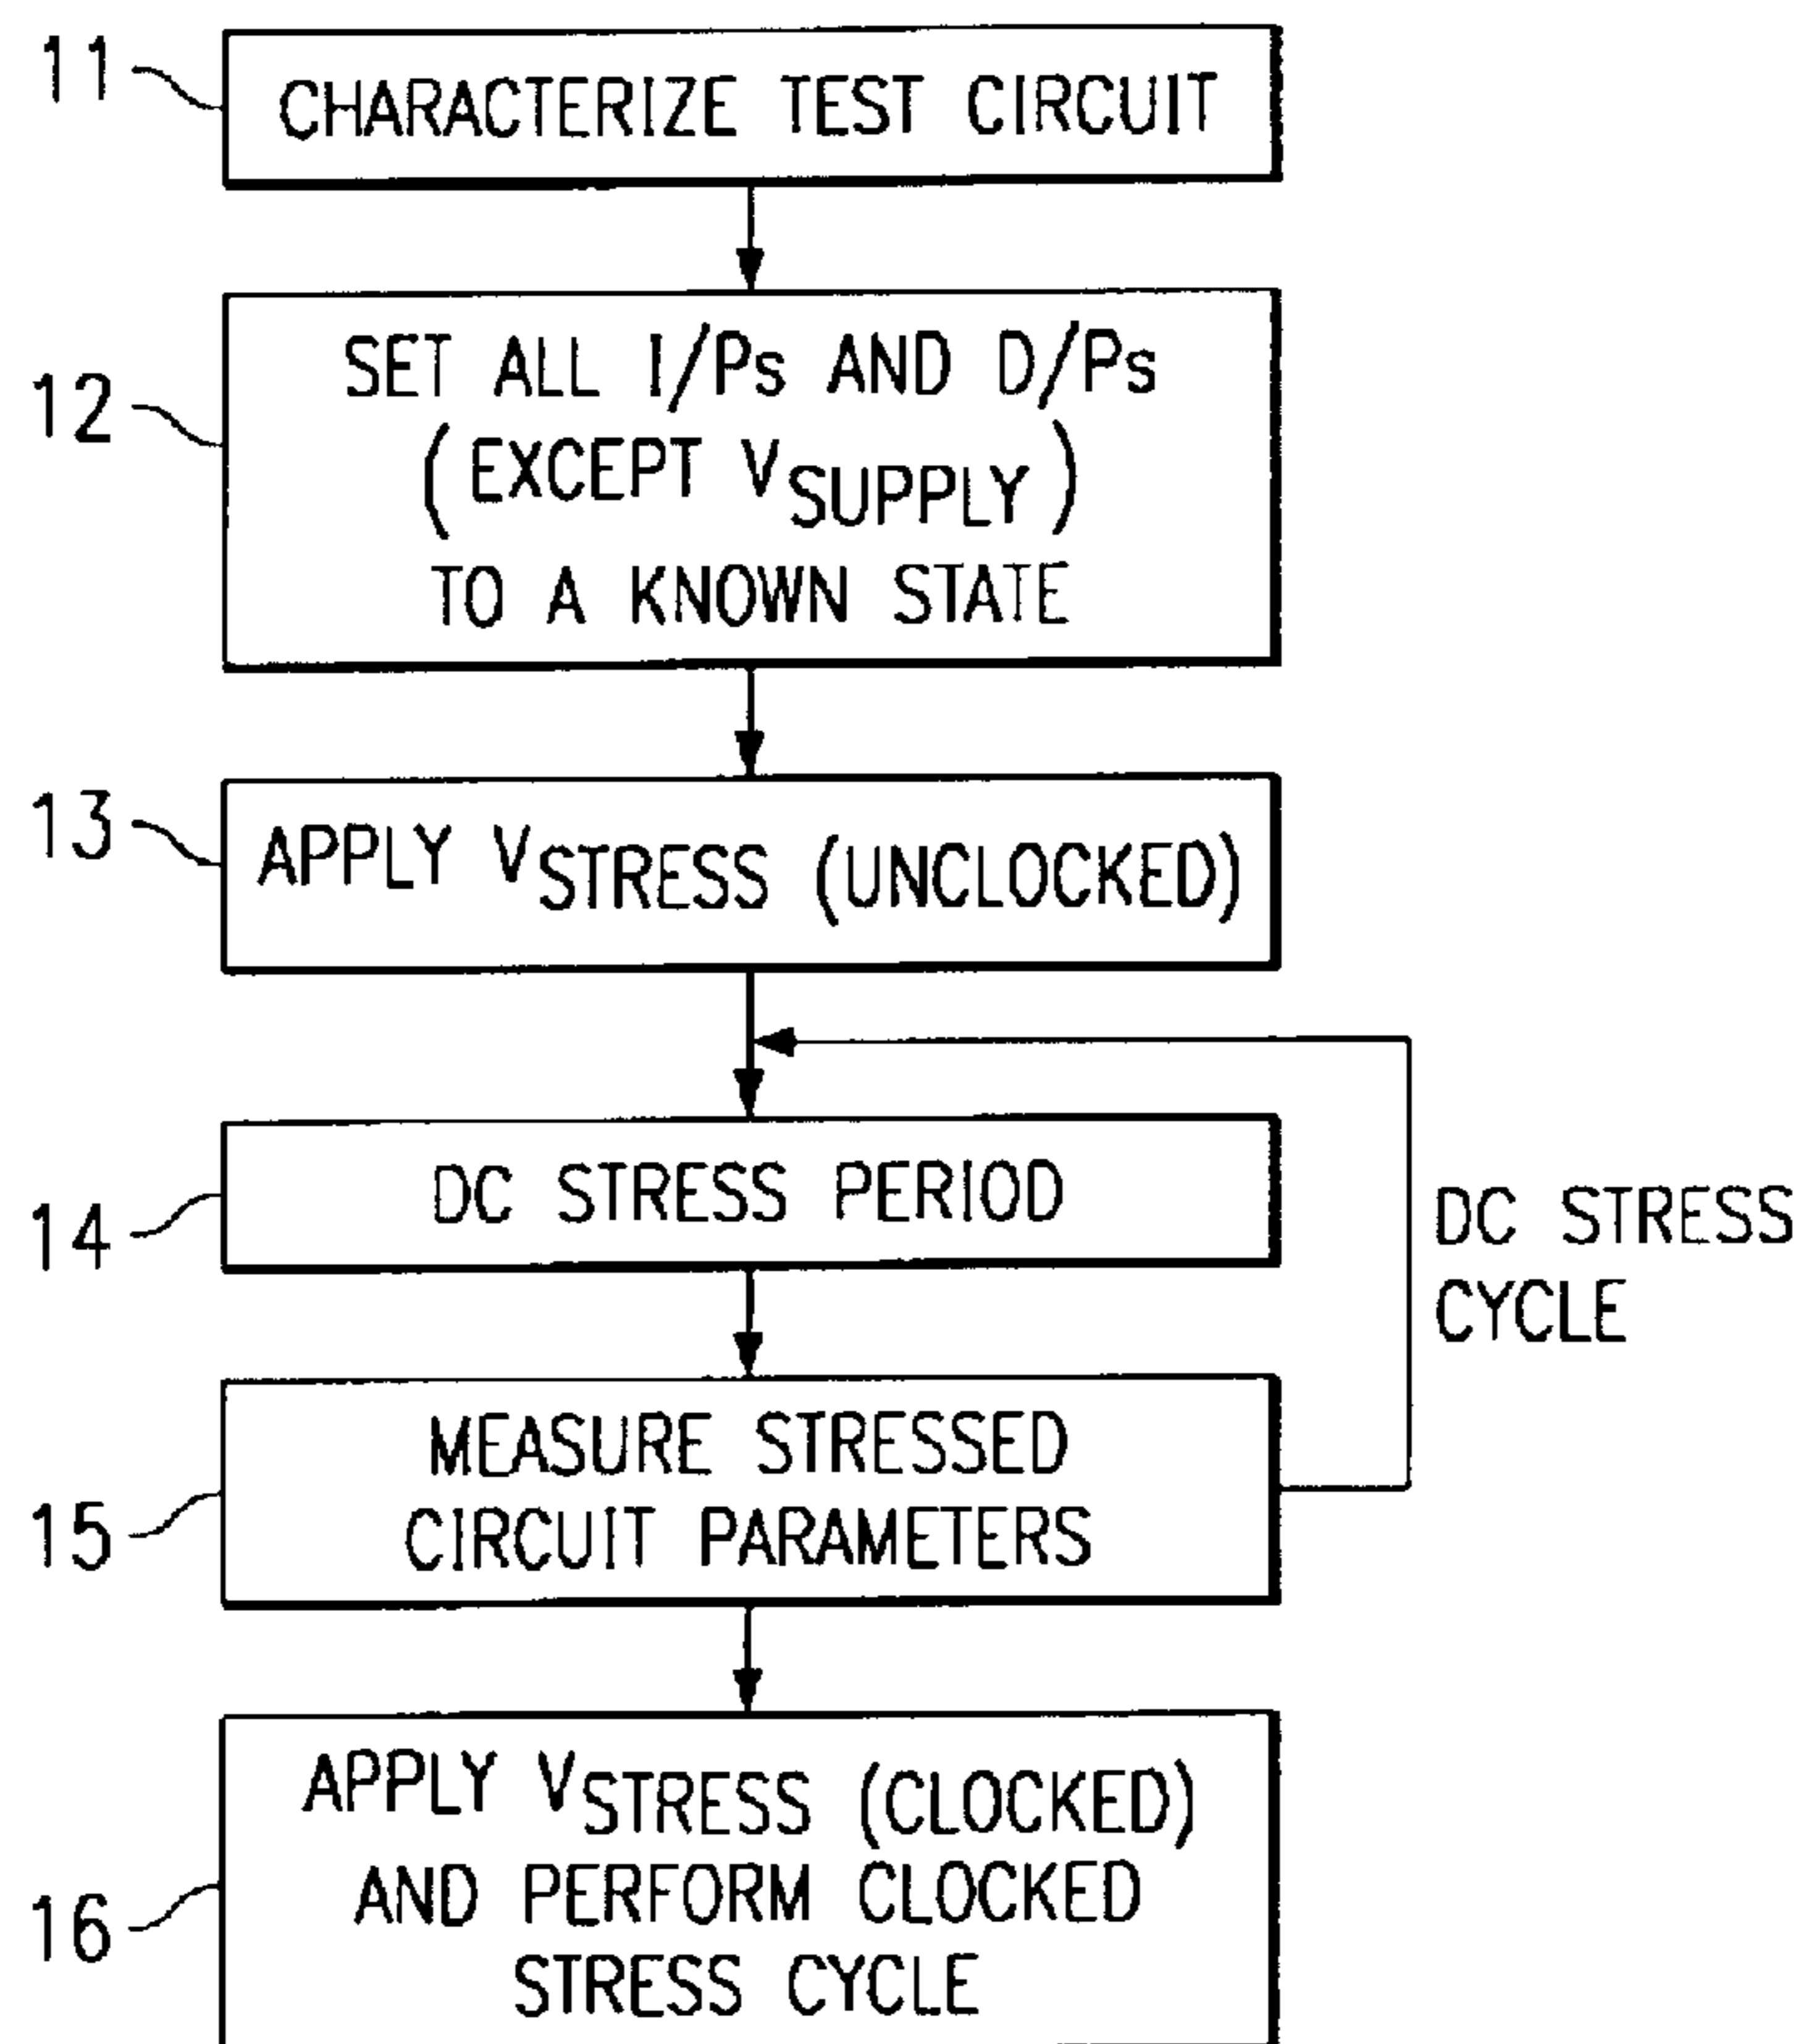 11
CHARACTERIZE TEST CIRCUIT
12
SET ALL I/Ps AND D/Ps
(EXCEPT VSUPPLY)
TO A KNOWN STATE
13
APPLY VSTRESS (UNCLOCKED)
14
DC STRESS PERIOD
DC STRESS
CYCLE
15
MEASURE STRESSED
CIRCUIT PARAMETERS
16
APPLY VSTRESS (CLOCKED)
AND PERFORM CLOCKED
STRESS CYCLE